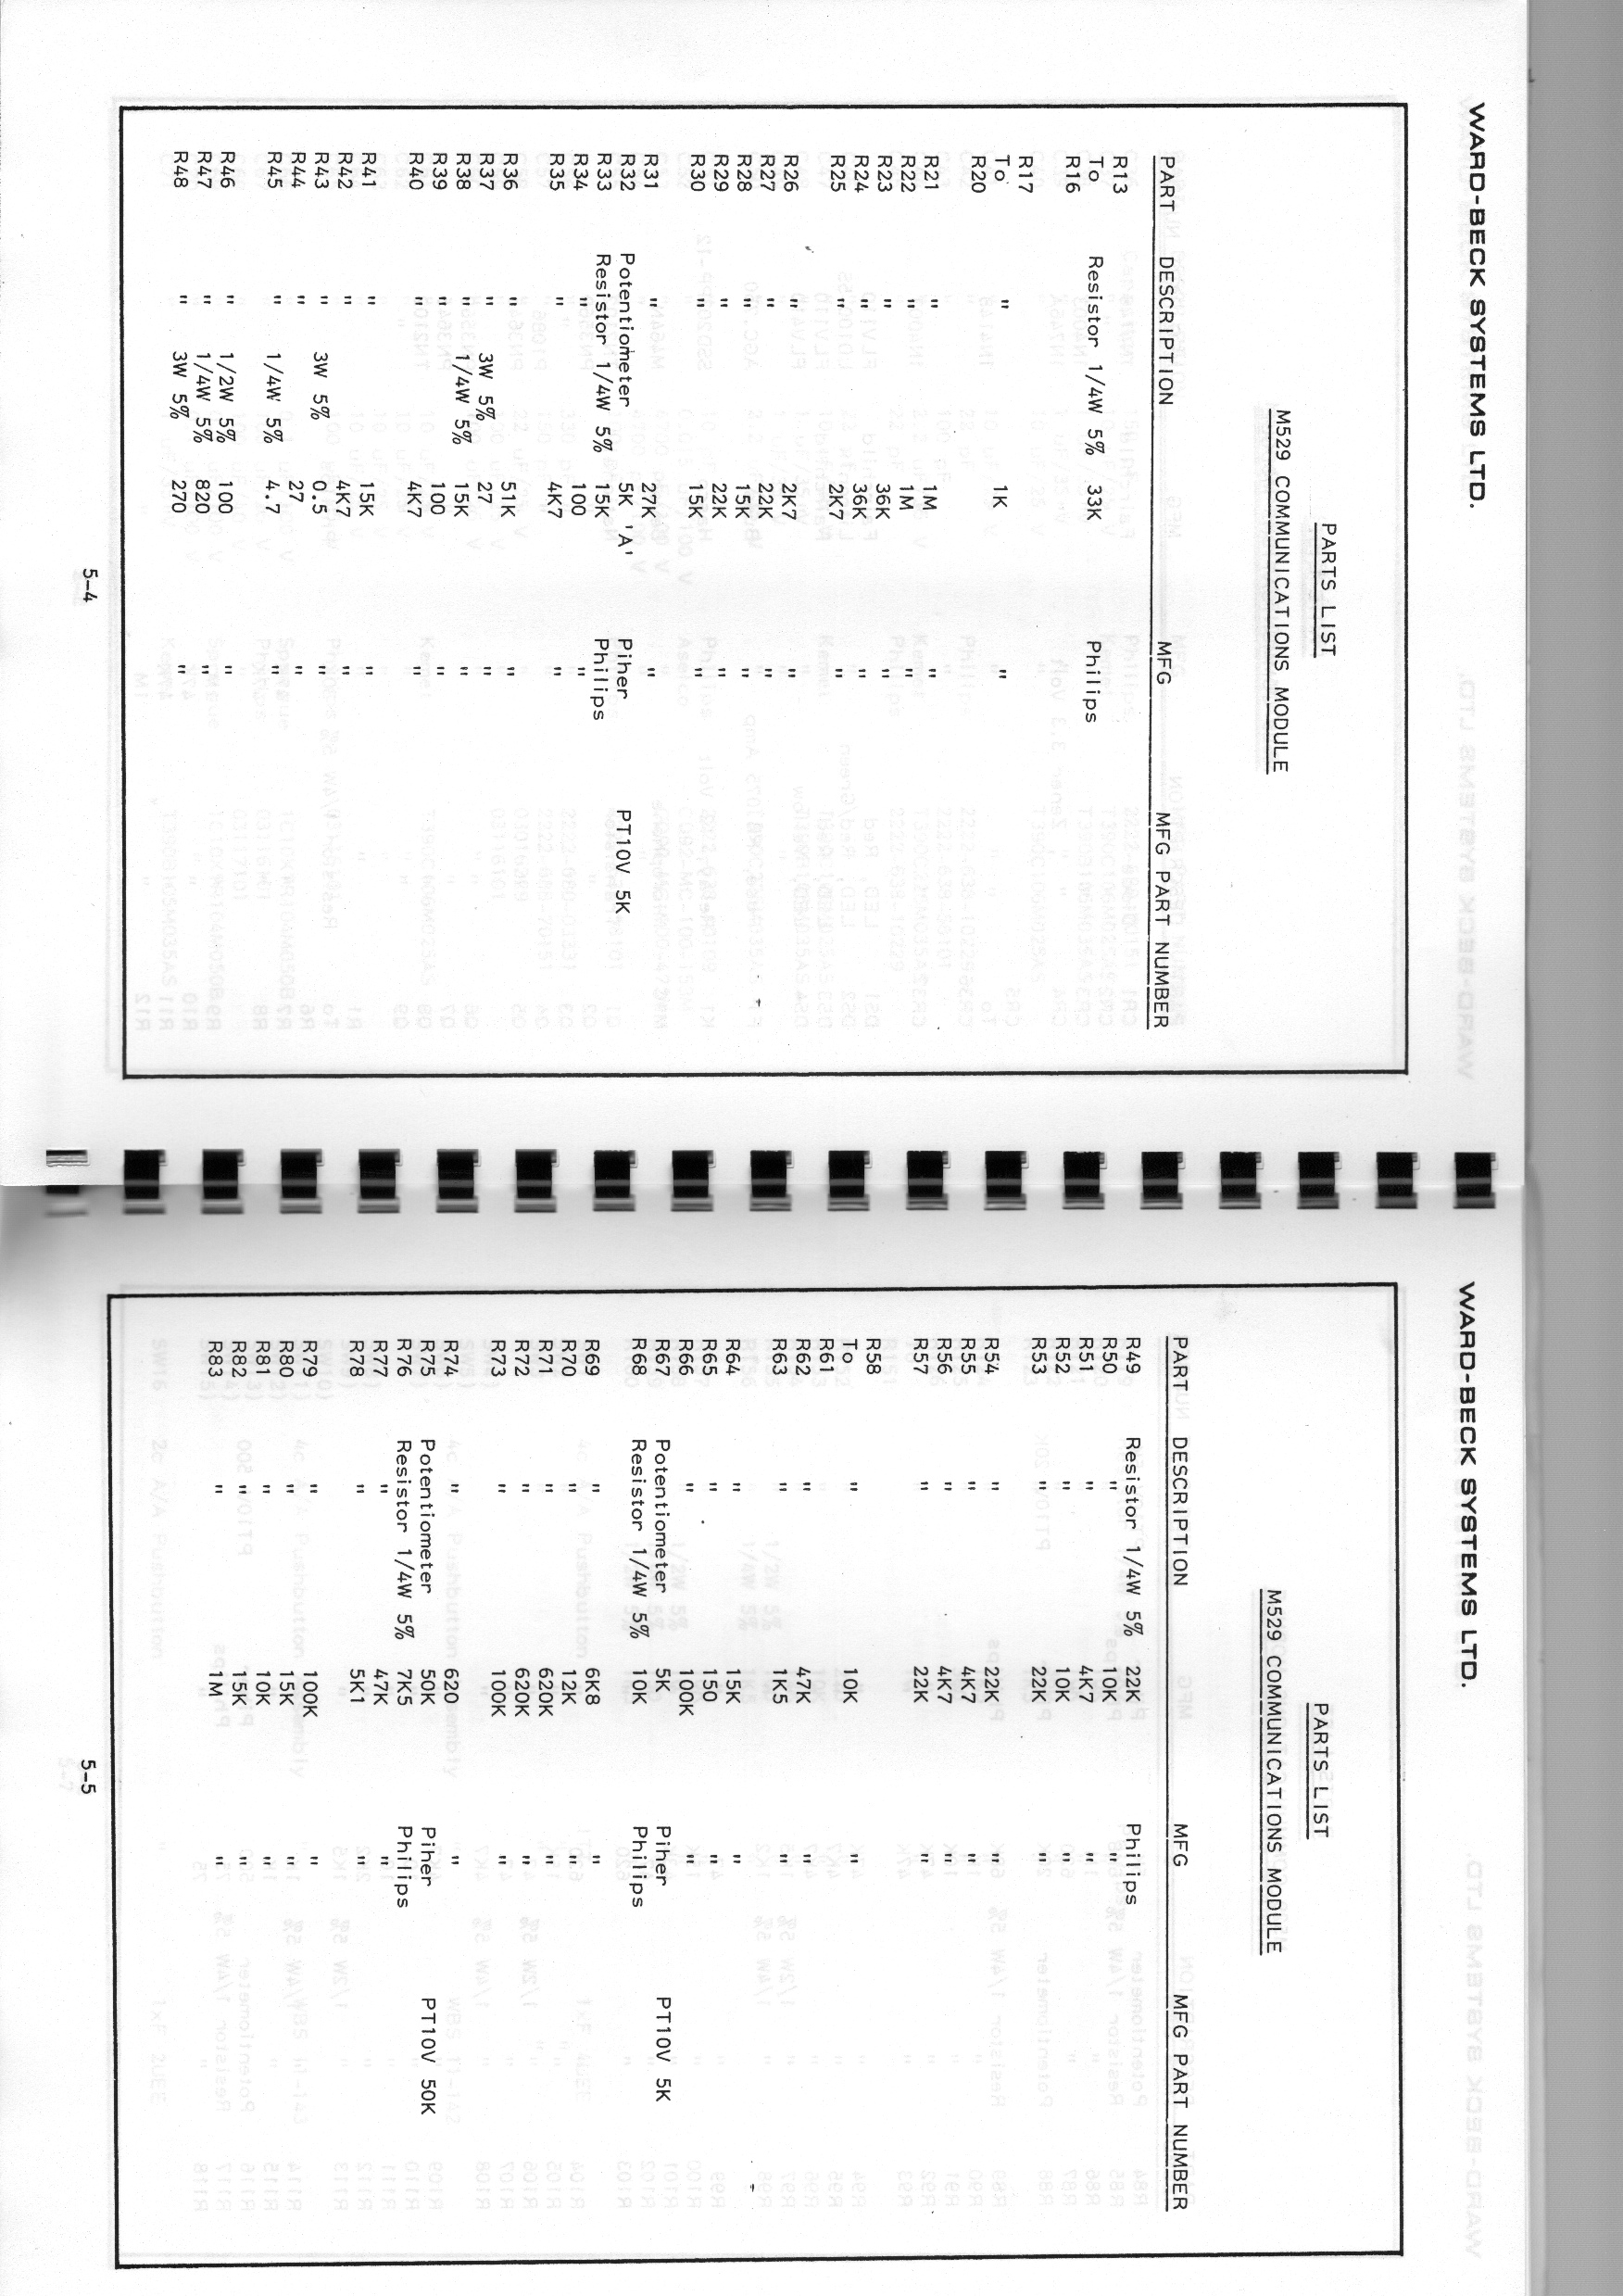 WARD-BECK SYSTEMS LTD.
PARTS LIST
M529 COMMUNICATIONS MODULE
PART DESCRIPTION MFG MFG PART NUMBER
R13
To Resistor 1/4W 5% 33K Philips
R16
R17
To " 1K "
R20
R21 " 1M "
R22 " 1M "
R23 " 36K "
R24 " 36K "
R25 " 2K7 "
R26 " 2K7 "
R27 " 22K "
R28 " 15K "
R29 " 22K "
R30 " 15K "
R31 " 27K "
R32 Potentiometer 5K 'A' Piher PT10V 5K
R33 Resistor 1/4W 5% 15K Philips
R34 " 100 "
R35 " 4K7 "
R36 " 51K "
R37 " 3W 5% 27 "
R38 " 1/4W 5% 15K "
R39 " 100 "
R40 " 4K7 "
R41 " 15K "
R42 " 4K7 "
R43 " 3W 5% 0.5 "
R44 " 27 "
R45 " 1/4W 5% 4.7 "
R46 " 1/2W 5% 100 "
R47 " 1/4W 5% 820 "
R48 " 3W 5% 270 "
5-4
WARD-BECK SYSTEMS LTD.
PARTS LIST
M529 COMMUNICATIONS MODULE
PART DESCRIPTION MFG MFG PART NUMBER
R49 Resistor 1/4W 5% 22K Philips
R50 " 10K "
R51 " 4K7 "
R52 " 10K "
R53 " 22K "
R54 " 22K "
R55 " 4K7 "
R56 " 4K7 "
R57 " 22K "
R58
To " 10K "
R61
R62 " 47K "
R63 " 1K5 "
R64 " 15K "
R65 " 150 "
R66 " 100K "
R67 Potentiometer 5K Piher PT10V 5K
R68 Resistor 1/4W 5% 10K Philips
R69 " 6K8 "
R70 " 12K "
R71 " 620K "
R72 " 620K "
R73 " 100K "
R74 " 620 "
R75 Potentiometer 50K Piher PT10V 50K
R76 Resistor 1/4W 5% 7K5 Philips
R77 " 47K "
R78 " 5K1 "
R79 " 100K "
R80 " 15K "
R81 " 10K "
R82 " 15K "
R83 " 1M "
5-5